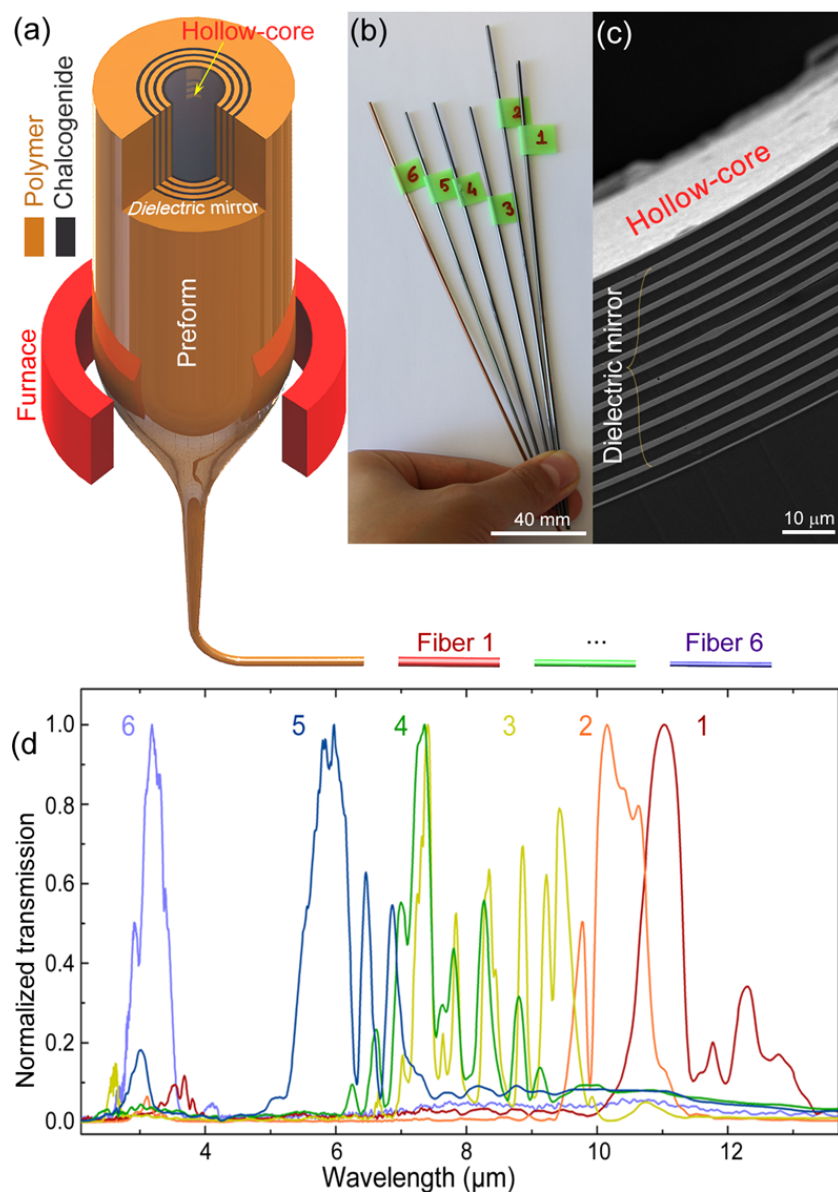 (a)
Hollow-core
Polymer
Chalcogenide
Dielectric mirror
Preform
Furnace
(b)
6
5
4
3
2
1
40 mm
(c)
Hollow-core
Dielectric mirror
10 μm
Fiber 1
...
Fiber 6
(d
6
5
4
3
2
1
Normalized transmission
1.0
0.8
0.6
0.4
0.2
0.0
4
6
8
10
12
Wavelength (μm)